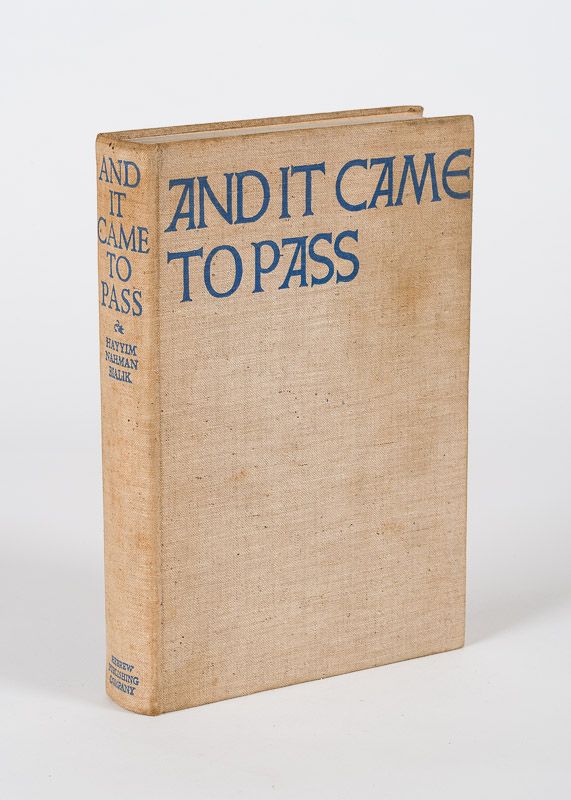 AND
IT
CAME
TO
PASS
HAYYIM
NAHMAN
BIALIK
HEBREW
PUBLISHING
COMPANY
AND IT CAME
TO PASS